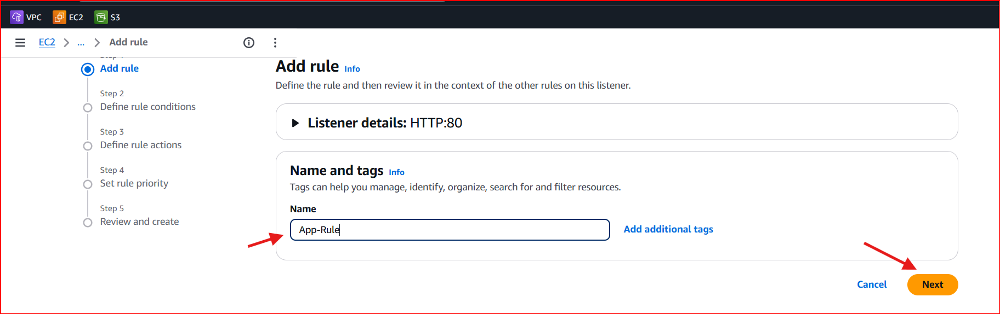 VPC EC2 S3
EC2 ... Add rule
Add rule
Step 2
Define rule conditions
Step 3
Define rule actions
Step 4
Set rule priority
Step 5
Review and create
Add rule Info
Define the rule and then review it in the context of the other rules on this listener.
Listener details: HTTP:80
Name and tags Info
Tags can help you manage, identify, organize, search for and filter resources.
Name
App-Rule
Add additional tags
Cancel Next